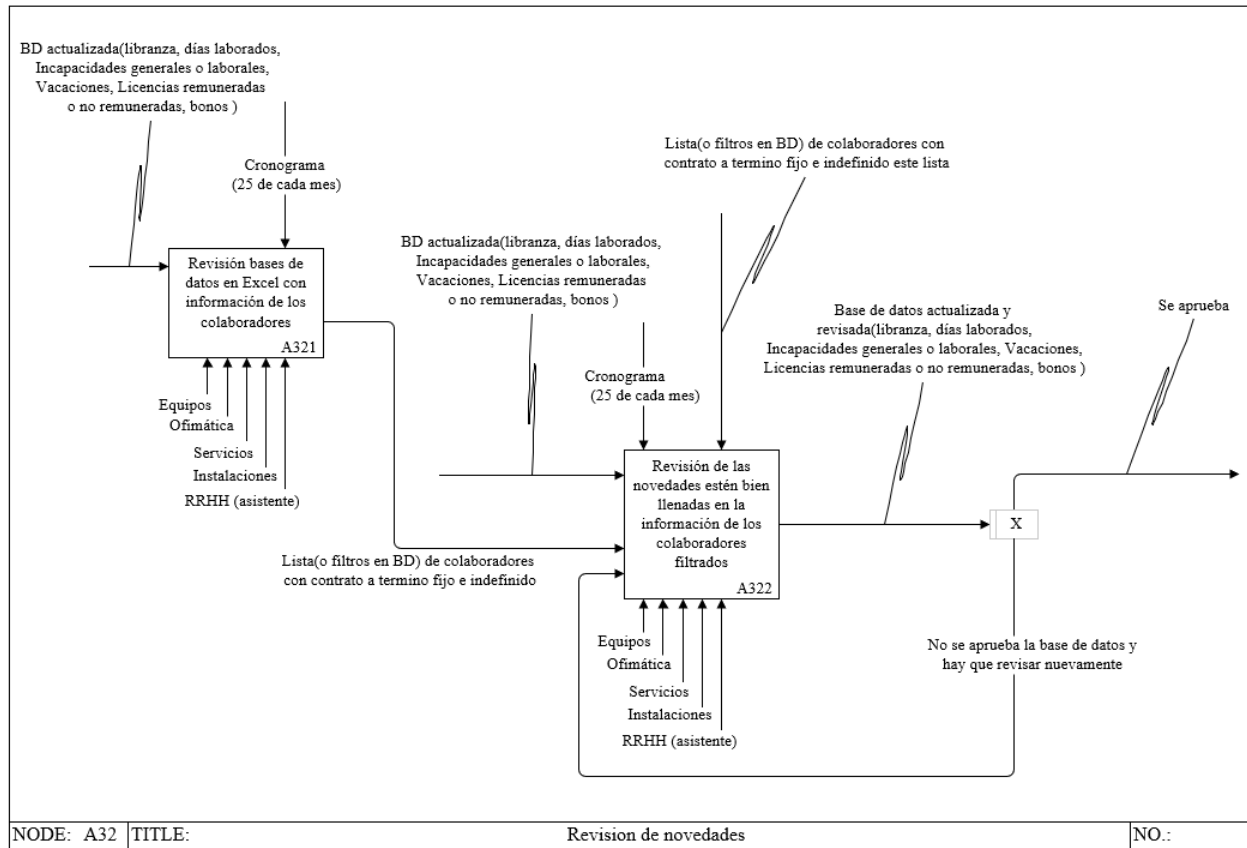 BD actualizada(libranza, días laborados,
Incapacidades generales o laborales,
Vacaciones, Licencias remuneradas
o no remuneradas, bonos )
Cronograma
(25 de cada mes)
Revisión bases de
datos en Excel con
información de los
colaboradores
A321
Equipos
Ofimática
Servicios
Instalaciones
RRHH (asistente)
Lista(o filtros en BD) de colaboradores
con contrato a termino fijo e indefinido
BD actualizada(libranza, días laborados,
Incapacidades generales o laborales,
Vacaciones, Licencias remuneradas
o no remuneradas, bonos )
Cronograma
(25 de cada mes)
Lista(o filtros en BD) de colaboradores con
contrato a termino fijo e indefinido este lista
Revisión de las
novedades estén bien
llenadas en la
información de los
colaboradores
filtrados
A322
Equipos
Ofimática
Servicios
Instalaciones
RRHH (asistente)
Base de datos actualizada y
revisada(libranza, días laborados,
Incapacidades generales o laborales, Vacaciones,
Licencias remuneradas o no remuneradas, bonos )
Se aprueba
X
No se aprueba la base de datos y
hay que revisar nuevamente
NODE: A32 TITLE: Revision de novedades NO.: